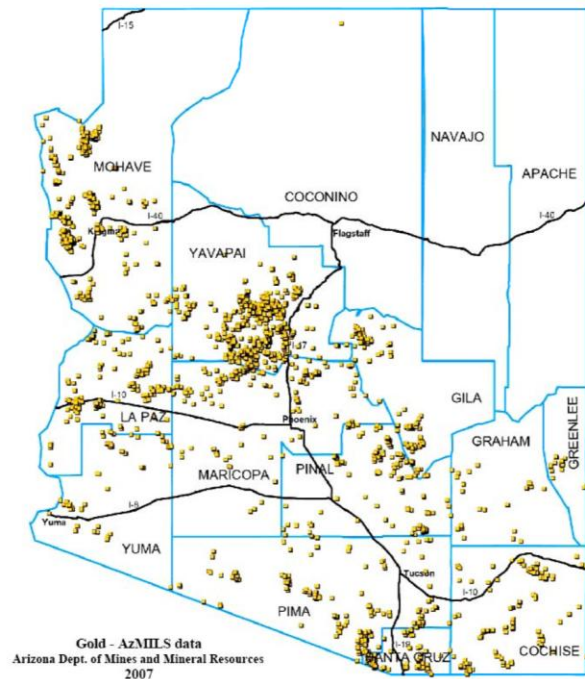 I-15
NAVAJO
MOHAVE
APACHE
COCONINO
I-40
I-40
Flagstaff
YAVAPAI
I-17
I-10
GILA
LA PAZ
Phoenix
GREENLEE
GRAHAM
PINAL
MARICOPA
I-8
Yuma
YUMA
Tucson
I-10
PIMA
I-19
COCHISE
SANTA CRUZ
Gold - AzMILS data
Arizona Dept. of Mines and Mineral Resources
2007